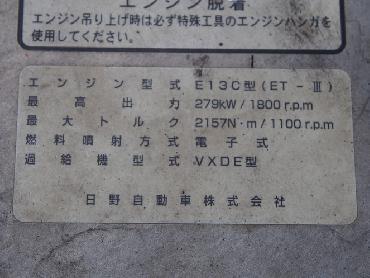 エンジン脱着
エンジン吊り上げ時は必ず特殊工具のエンジンハンガを
使用してください。
エンジン型式 E13C型(ET-Ⅲ)
最高出力 279kW/1800r.p.m
最大トルク 2157N·m/1100r.p.m
燃料噴射方式 電子式
過給機型式 VXDE型
日野自動車株式会社